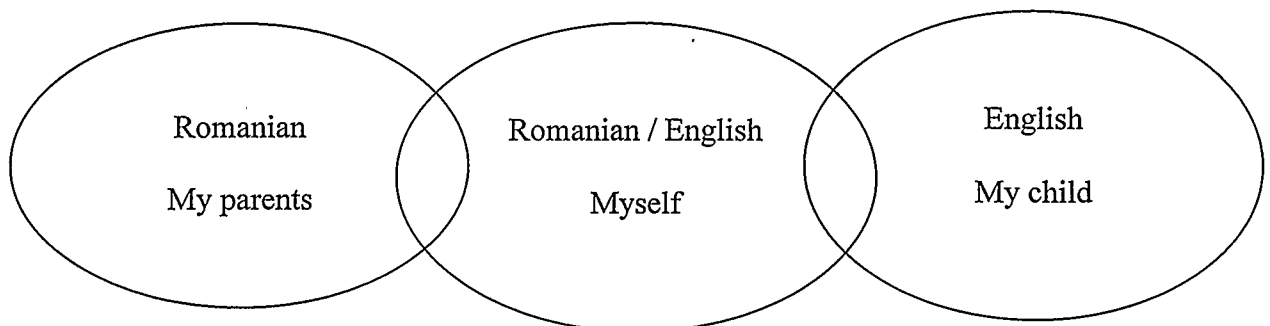 Romanian
My parents
Romanian / English
Myself
English
My child